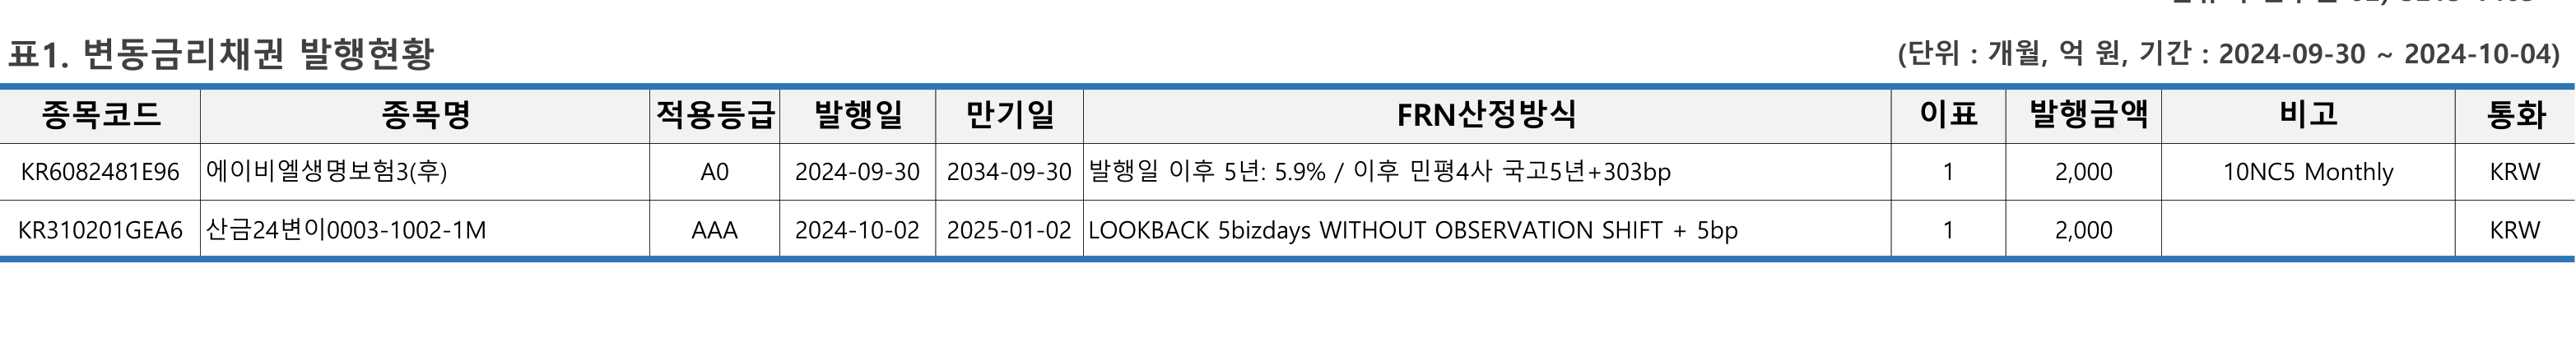 표1. 변동금리채권 발행현황 (단위 : 개월, 억 원, 기간 : 2024-09-30 ~ 2024-10-04)
종목코드 종목명 적용등급 발행일 만기일 FRN산정방식 이표 발행금액 비고 통화
KR6082481E96 에이비엘생명보험3(후) A0 2024-09-30 2034-09-30 발행일 이후 5년: 5.9% / 이후 민평4사 국고5년+303bp 1 2,000 10NC5 Monthly KRW
KR310201GEA6 산금24변이0003-1002-1M AAA 2024-10-02 2025-01-02 LOOKBACK 5bizdays WITHOUT OBSERVATION SHIFT + 5bp 1 2,000 KRW